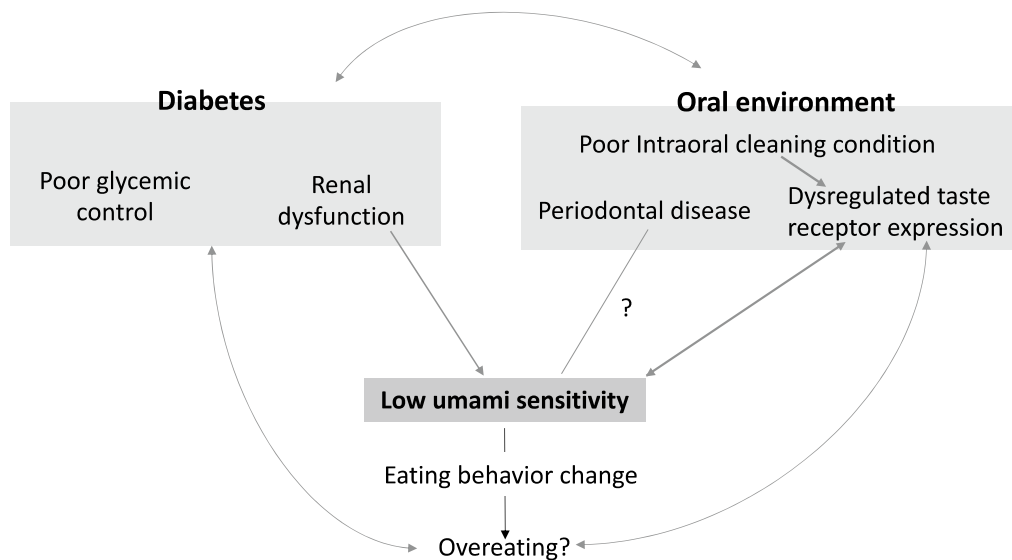 Diabetes
Poor glycemic
control
Renal
dysfunction
Oral environment
Poor Intraoral cleaning condition
Periodontal disease
Dysregulated taste
receptor expression
?
Low umami sensitivity
Eating behavior change
Overeating?